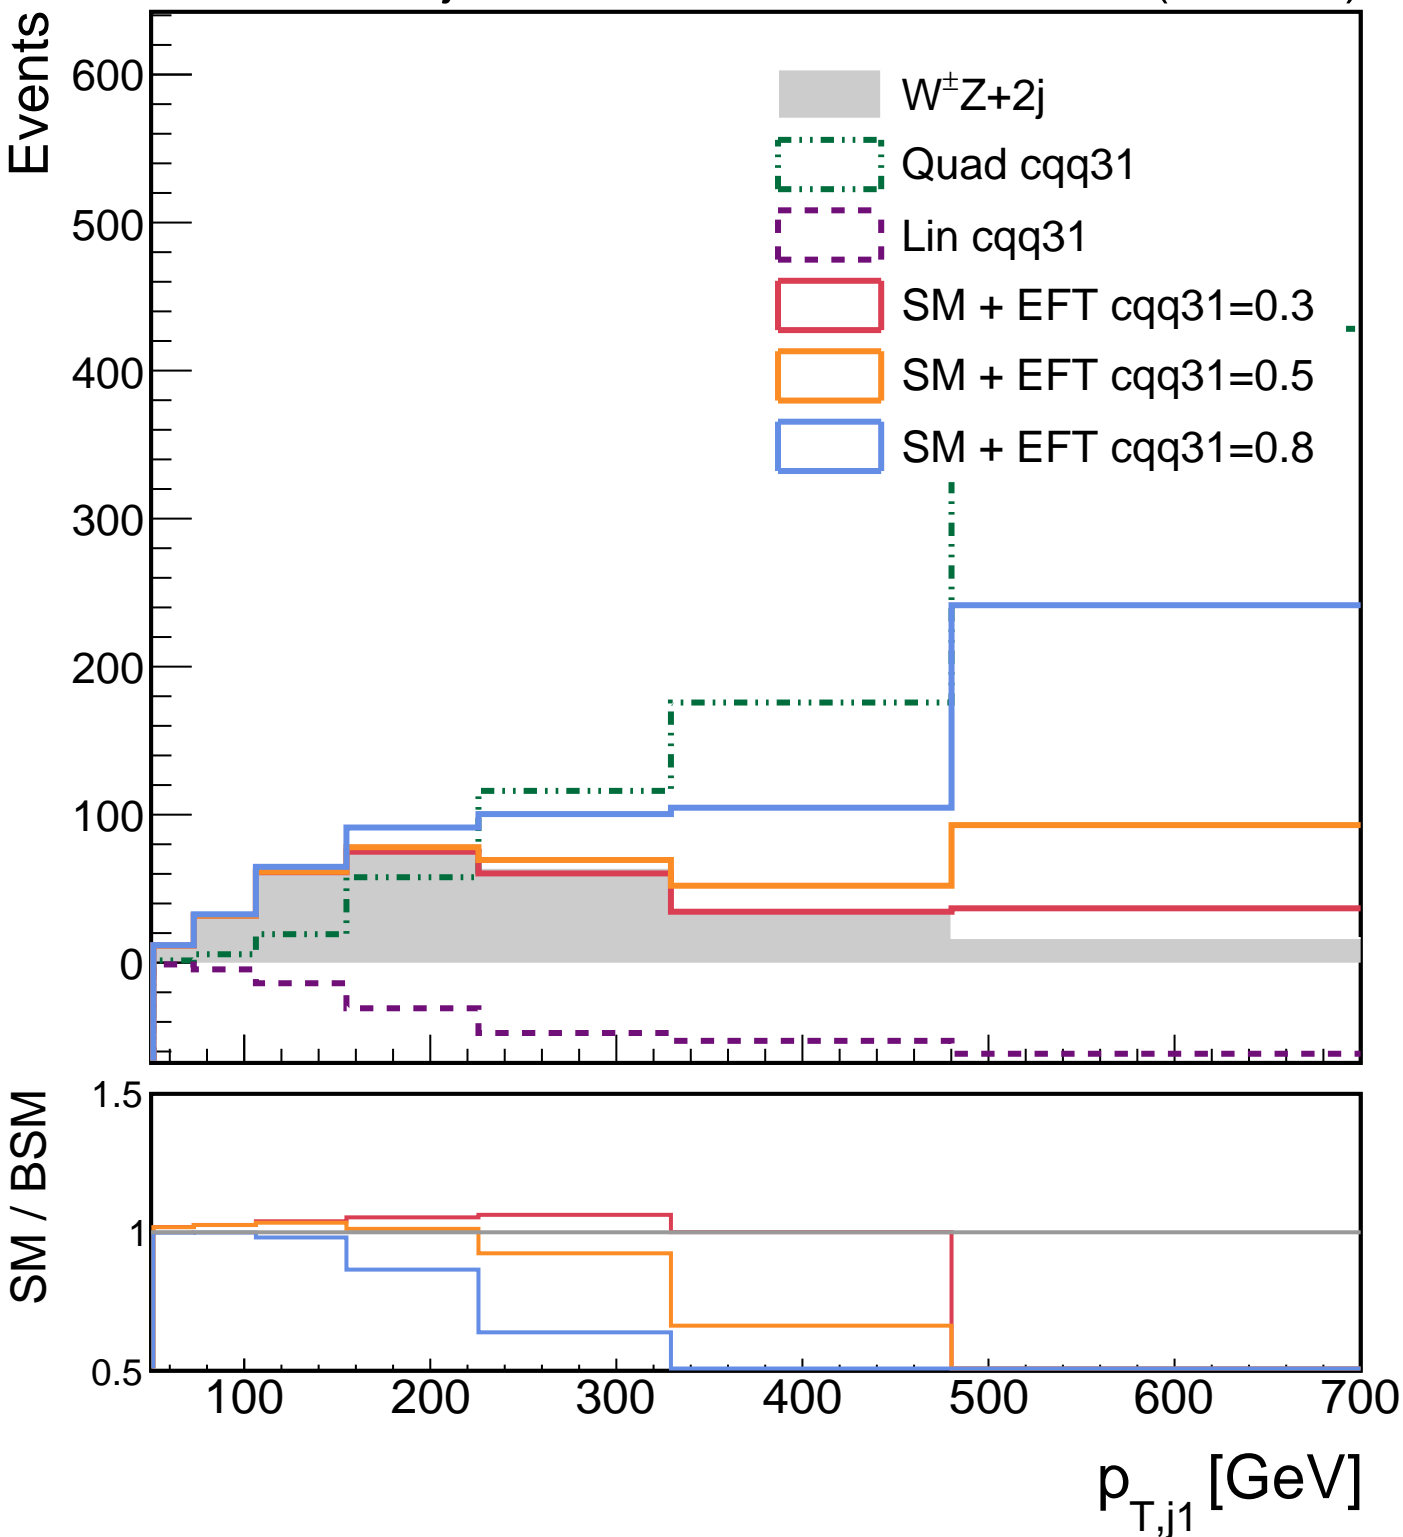 Events
600
500
400
300
200
100
0
W±Z+2j
Quad cqq31
Lin cqq31
SM + EFT cqq31=0.3
SM + EFT cqq31=0.5
SM + EFT cqq31=0.8
SM / BSM
1.5
1
0.5
100 200 300 400 500 600 700
p_T,j1 [GeV]